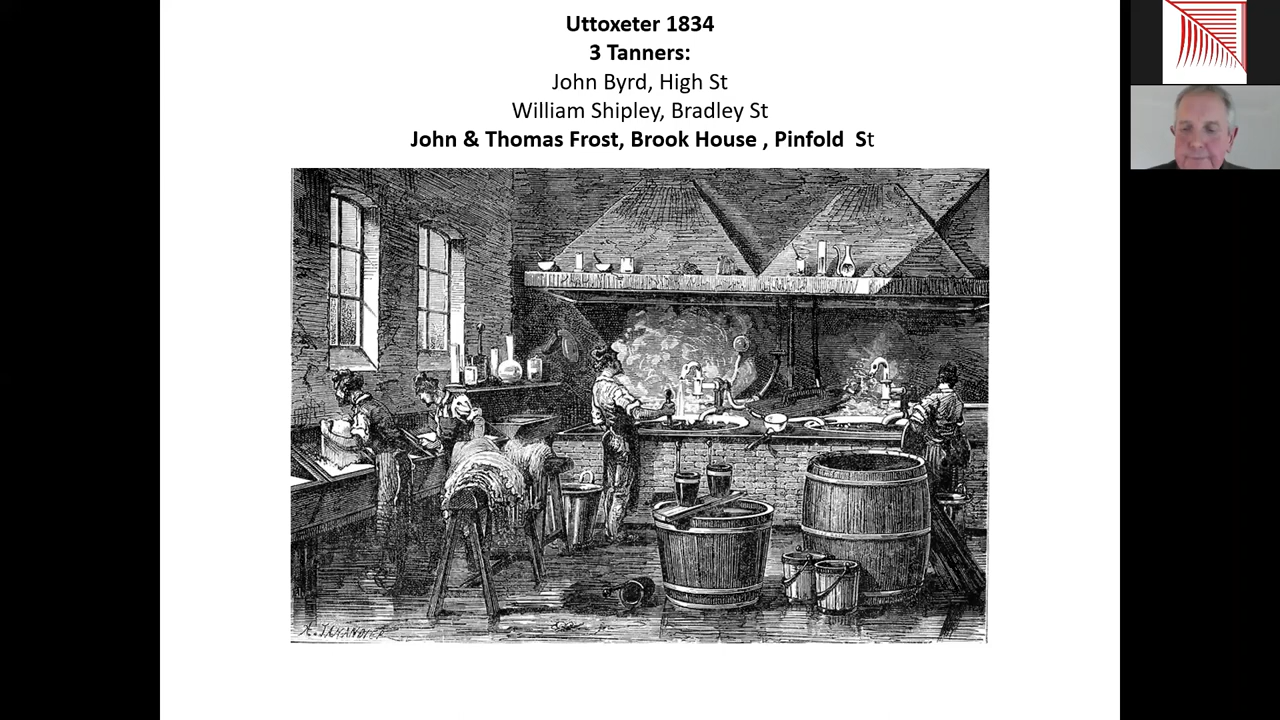 Uttoxeter 1834
3 Tanners:
John Byrd, High St
William Shipley, Bradley St
John & Thomas Frost, Brook House , Pinfold  St